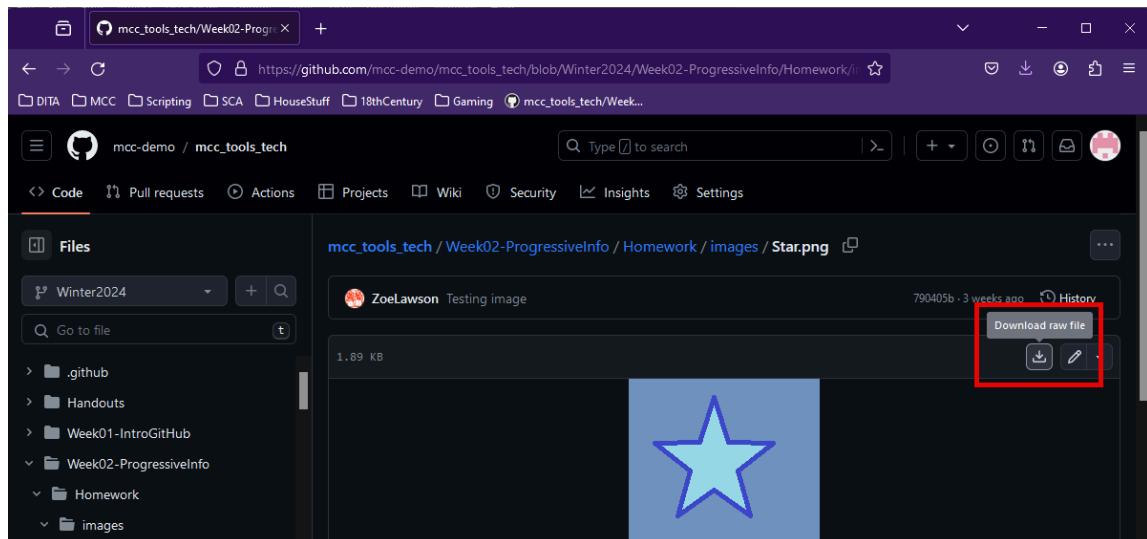 mcc_tools_tech/Week02-Progre
https://github.com/mcc-demo/mcc_tools_tech/blob/Winter2024/Week02-ProgressiveInfo/Homework/i
DITA MCC Scripting SCA HouseStuff 18thCentury Gaming mcc_tools_tech/Week...
mcc-demo / mcc_tools_tech
Type / to search
Code Pull requests Actions Projects Wiki Security Insights Settings
Files
mcc_tools_tech / Week02-ProgressiveInfo / Homework / images / Star.png
Winter2024
ZoeLawson Testing image
790405b · 3 weeks ago History
Go to file t
Download raw file
1.89 KB
.github
Handouts
Week01-IntroGitHub
Week02-ProgressiveInfo
Homework
images